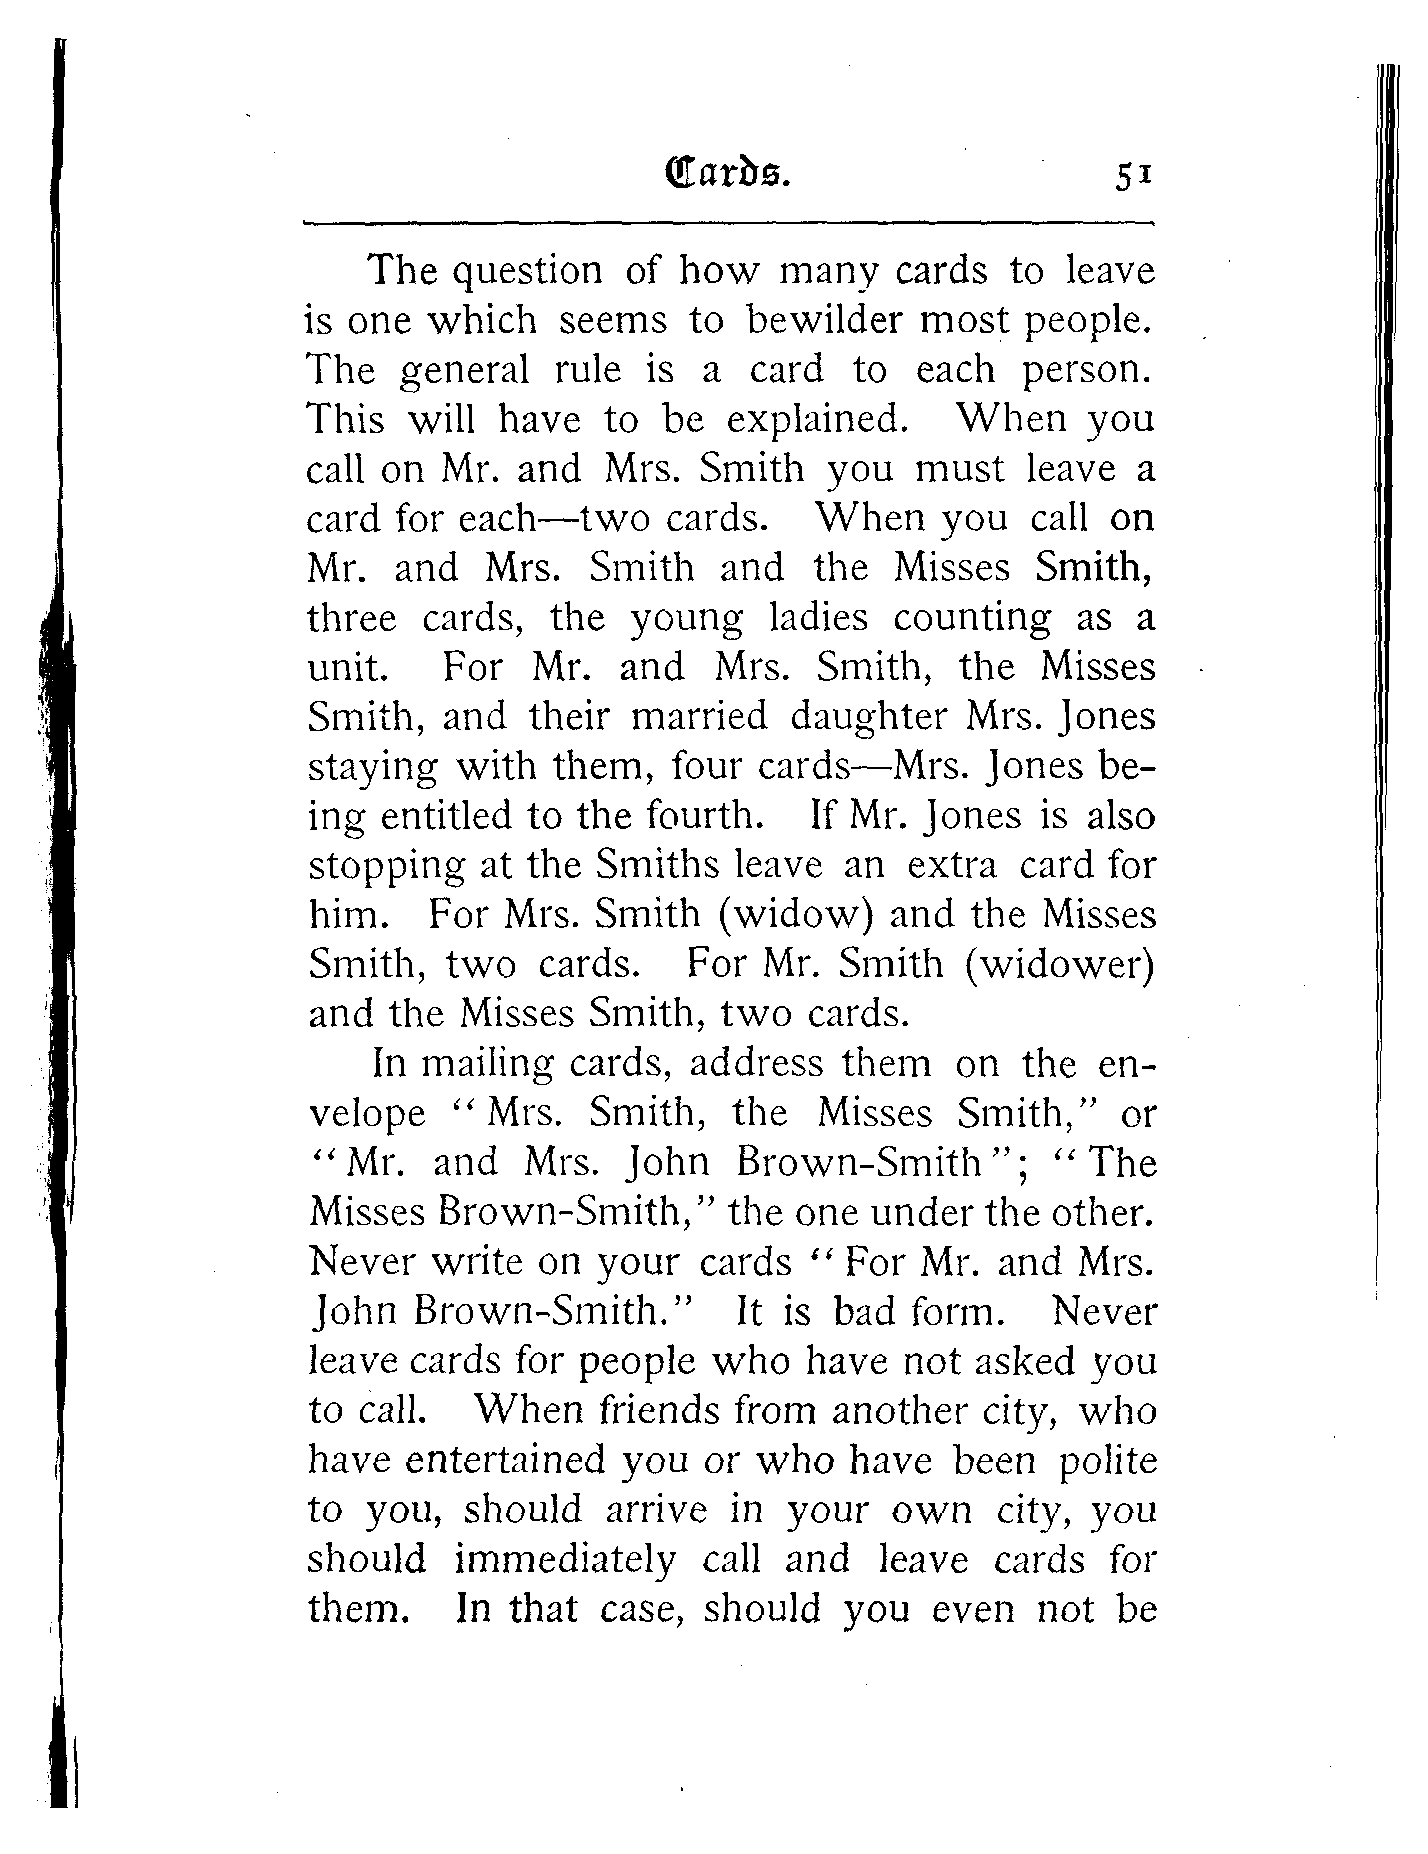 Cards. 51
The question of how many cards to leave
is one which seems to bewilder most people.
The general rule is a card to each person.
This will have to be explained. When you
call on Mr. and Mrs. Smith you must leave a
card for each—two cards. When you call on
Mr. and Mrs. Smith and the Misses Smith,
three cards, the young ladies counting as a
unit. For Mr. and Mrs. Smith, the Misses
Smith, and their married daughter Mrs. Jones
staying with them, four cards—Mrs. Jones be-
ing entitled to the fourth. If Mr. Jones is also
stopping at the Smiths leave an extra card for
him. For Mrs. Smith (widow) and the Misses
Smith, two cards. For Mr. Smith (widower)
and the Misses Smith, two cards.
In mailing cards, address them on the en-
velope “Mrs. Smith, the Misses Smith,” or
“Mr. and Mrs. John Brown-Smith”; “The
Misses Brown-Smith,” the one under the other.
Never write on your cards “For Mr. and Mrs.
John Brown-Smith.” It is bad form. Never
leave cards for people who have not asked you
to call. When friends from another city, who
have entertained you or who have been polite
to you, should arrive in your own city, you
should immediately call and leave cards for
them. In that case, should you even not be